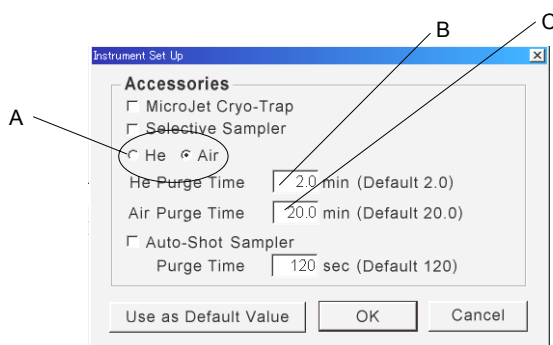 B
C
Instrument Set Up
Accessories
MicroJet Cryo-Trap
Selective Sampler
A
He Air
He Purge Time 2.0 min (Default 2.0)
Air Purge Time 20.0 min (Default 20.0)
Auto-Shot Sampler
Purge Time 120 sec (Default 120)
Use as Default Value OK Cancel